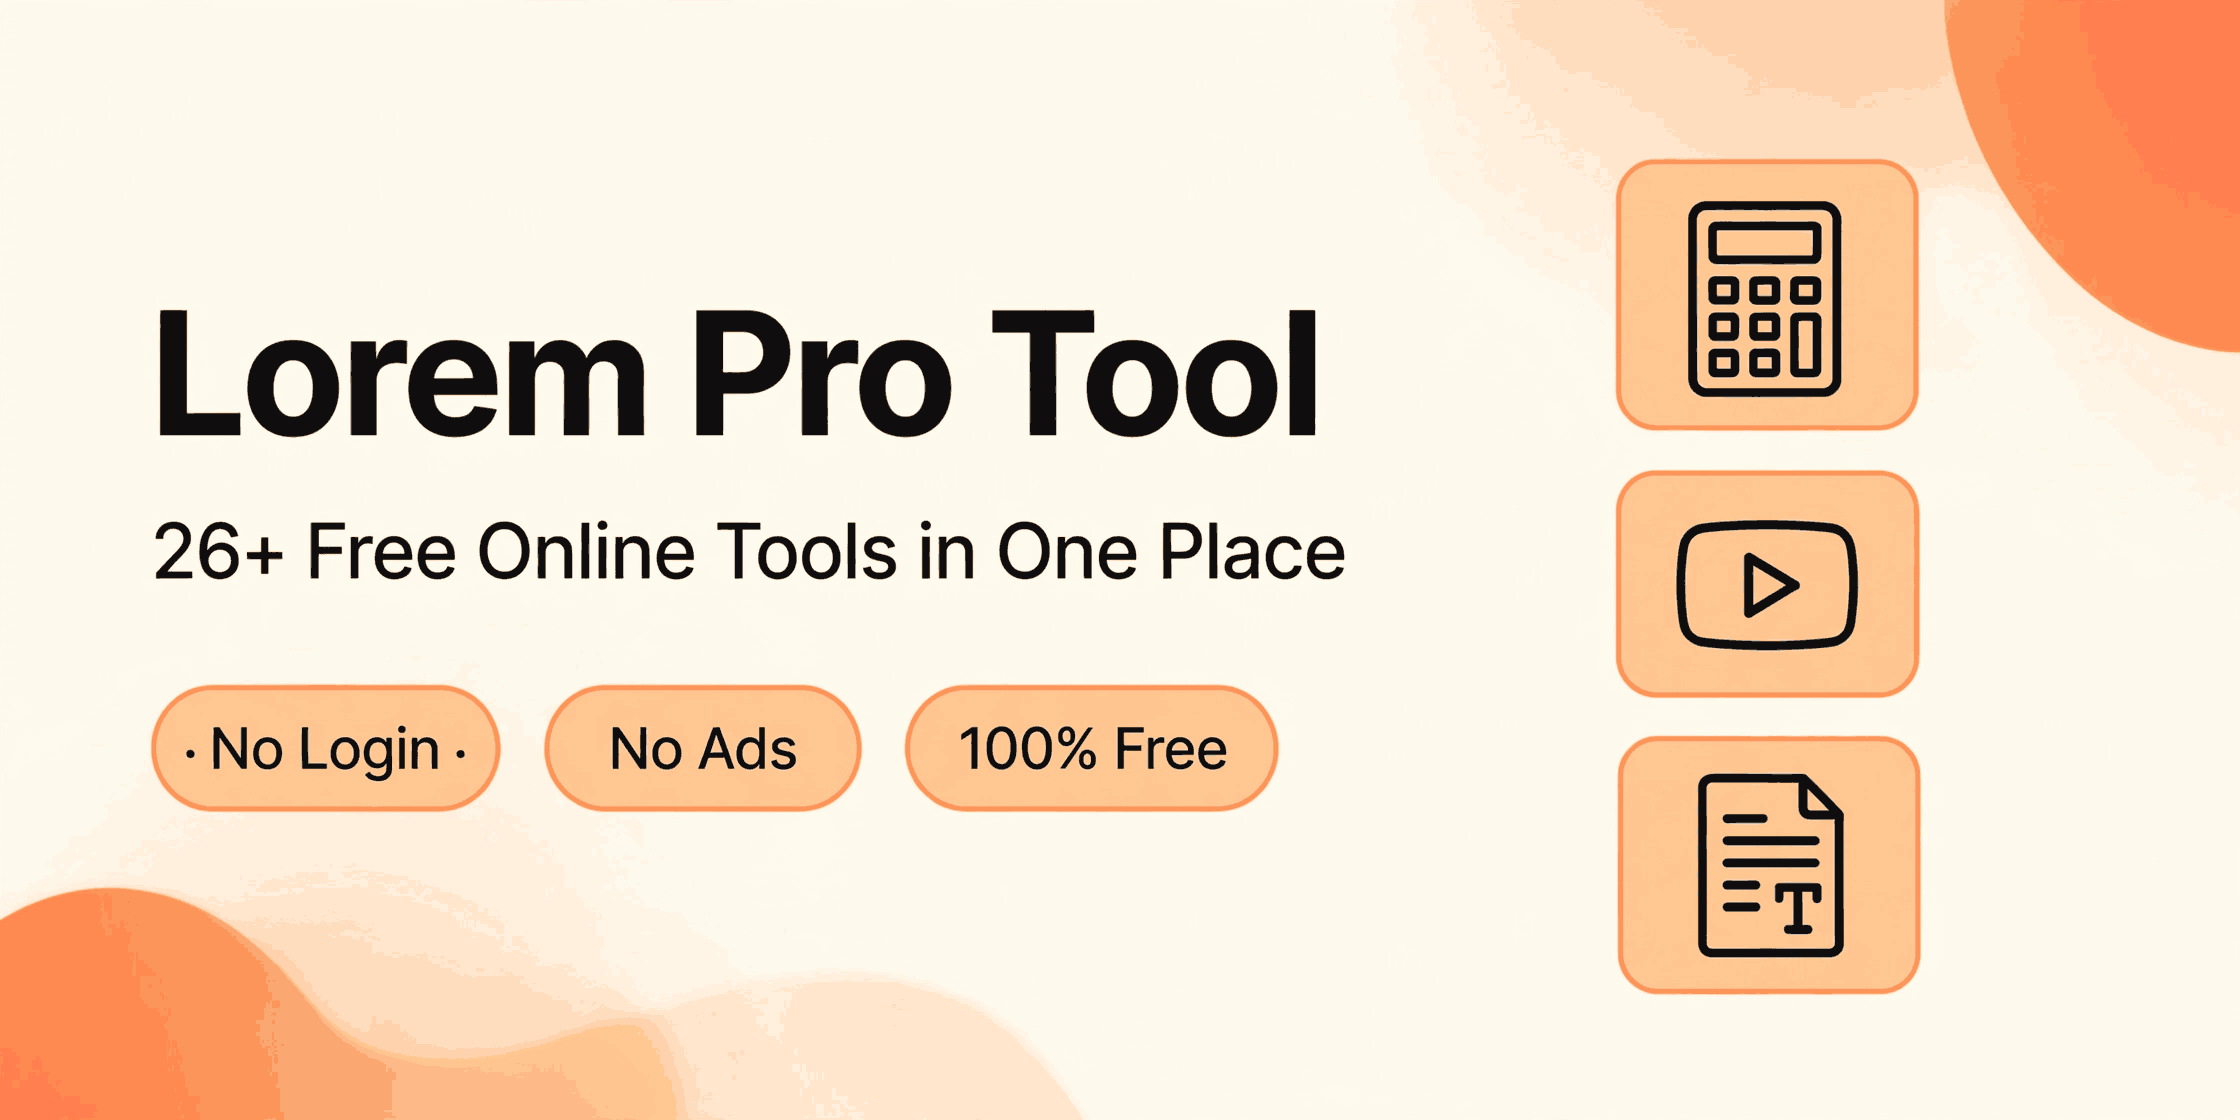 Lorem Pro Tool
26+ Free Online Tools in One Place
· No Login ·
No Ads
100% Free
T